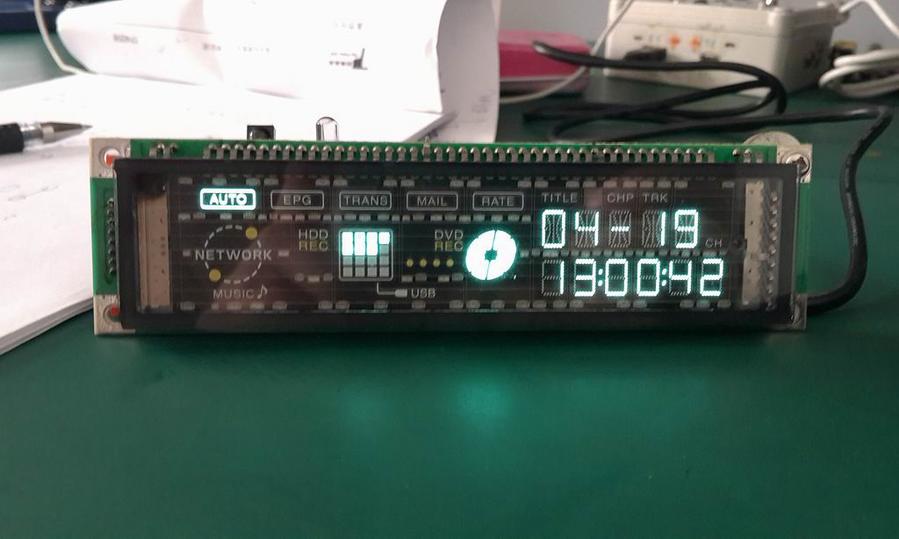 AUTO EPG TRANS MAIL RATE TITLE CHP TRK
04-19 CH
HDD REC
DVD REC
NETWORK
13:00:42
MUSIC♪
USB